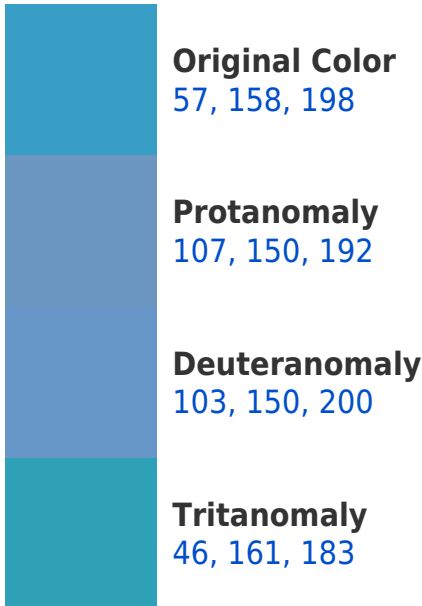 Original Color
57, 158, 198
Protanomaly
107, 150, 192
Deuteranomaly
103, 150, 200
Tritanomaly
46, 161, 183